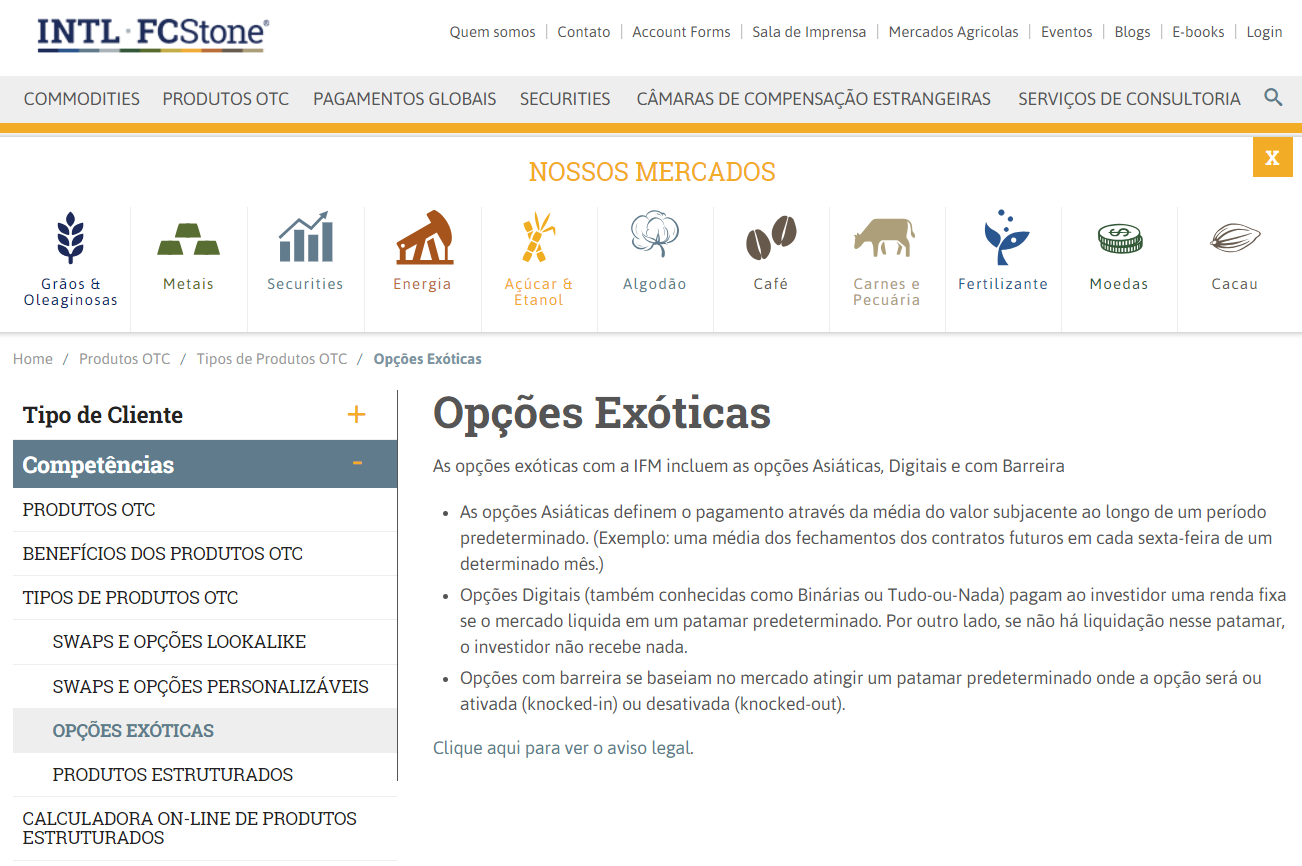 INTL FCStone®
Quem somos | Contato | Account Forms | Sala de Imprensa | Mercados Agricolas | Eventos | Blogs | E-books | Login
COMMODITIES PRODUTOS OTC PAGAMENTOS GLOBAIS SECURITIES CÂMARAS DE COMPENSAÇÃO ESTRANGEIRAS SERVIÇOS DE CONSULTORIA
X
NOSSOS MERCADOS
Grãos &
Oleaginosas
Metais
Securities
Energia
Açúcar &
Etanol
Algodão
Café
Carnes e
Pecuária
Fertilizante
Moedas
Cacau
Home / Produtos OTC / Tipos de Produtos OTC / Opções Exóticas
Tipo de Cliente +
Competências -
PRODUTOS OTC
BENEFÍCIOS DOS PRODUTOS OTC
TIPOS DE PRODUTOS OTC
SWAPS E OPÇÕES LOOKALIKE
SWAPS E OPÇÕES PERSONALIZÁVEIS
OPÇÕES EXÓTICAS
PRODUTOS ESTRUTURADOS
CALCULADORA ON-LINE DE PRODUTOS
ESTRUTURADOS
Opções Exóticas
As opções exóticas com a IFM incluem as opções Asiáticas, Digitais e com Barreira
• As opções Asiáticas definem o pagamento através da média do valor subjacente ao longo de um período
predeterminado. (Exemplo: uma média dos fechamentos dos contratos futuros em cada sexta-feira de um
determinado mês.)
• Opções Digitais (também conhecidas como Binárias ou Tudo-ou-Nada) pagam ao investidor uma renda fixa
se o mercado liquida em um patamar predeterminado. Por outro lado, se não há liquidação nesse patamar,
o investidor não recebe nada.
• Opções com barreira se baseiam no mercado atingir um patamar predeterminado onde a opção será ou
ativada (knocked-in) ou desativada (knocked-out).
Clique aqui para ver o aviso legal.